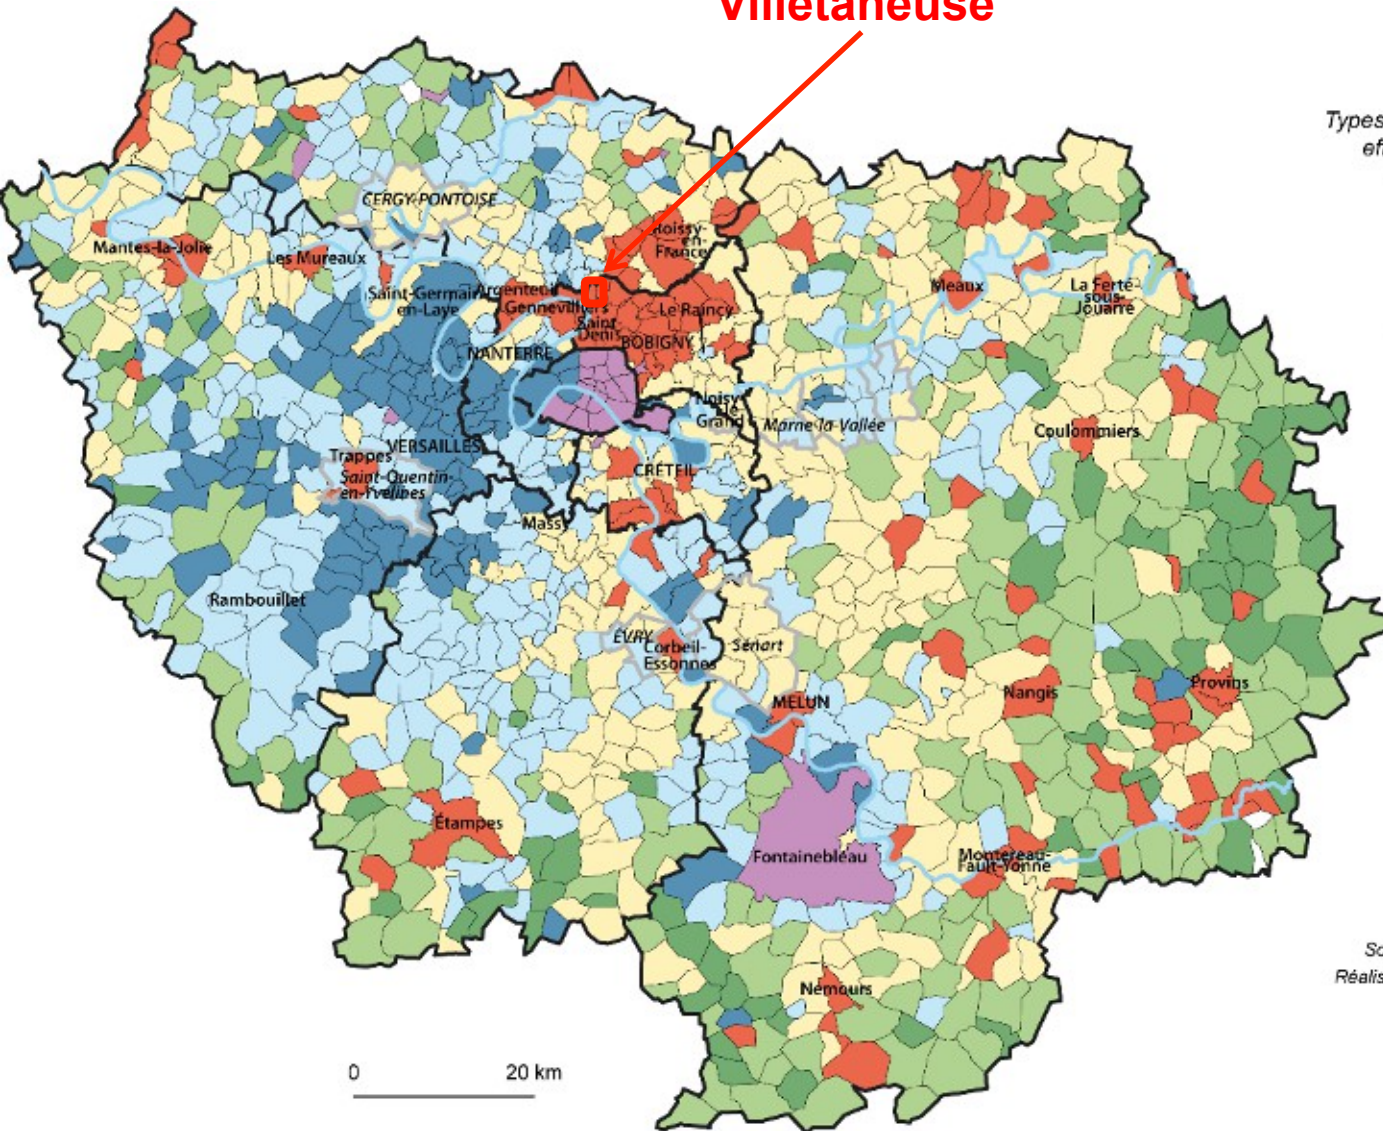 Villetaneuse
Types
ef
CERGY-PONTOISE
Roissy-
en-
France
Mantes-la-Jolie
Les Mureaux
Saint-Germain-
en-Laye
Argenteuil
Gennevilliers
Saint
Denis
Le Raincy
BOBIGNY
Meaux
La Ferté-
sous-
Jouarre
NANTERRE
Noisy-
le-
Grand
Marne-la-Vallée
Coulommiers
VERSAILLES
Trappes
Saint-Quentin-
en-Yvelines
CRÉTEIL
Massy
Rambouillet
ÉVRY
Corbeil-
Essonnes
Sénart
MELUN
Nangis
Provins
Étampes
Fontainebleau
Montereau-
Fault-Yonne
Nemours
So
Réalis
0 20 km